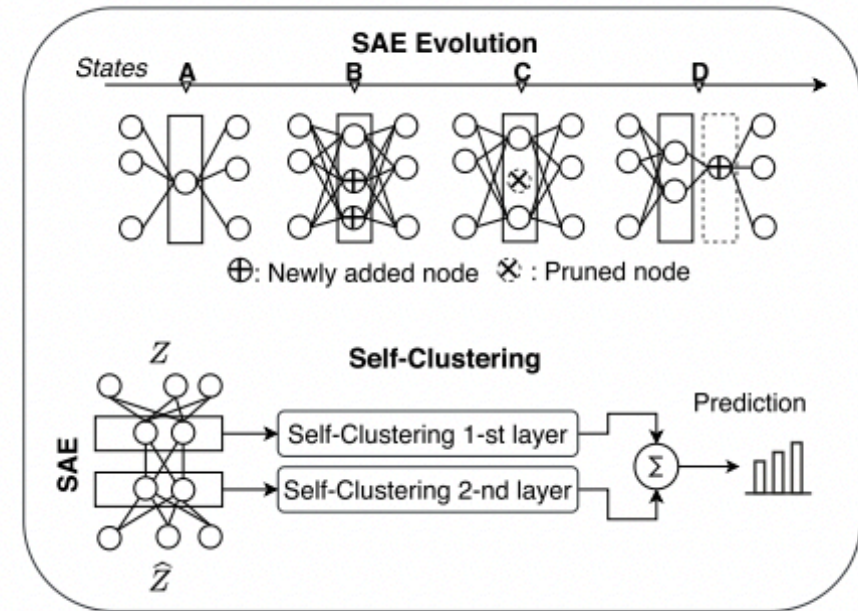 SAE Evolution
States A B C D
⊕: Newly added node ⊗ : Pruned node
Z Self-Clustering
Prediction
Self-Clustering 1-st layer
SAE
Σ
Self-Clustering 2-nd layer
Ẑ